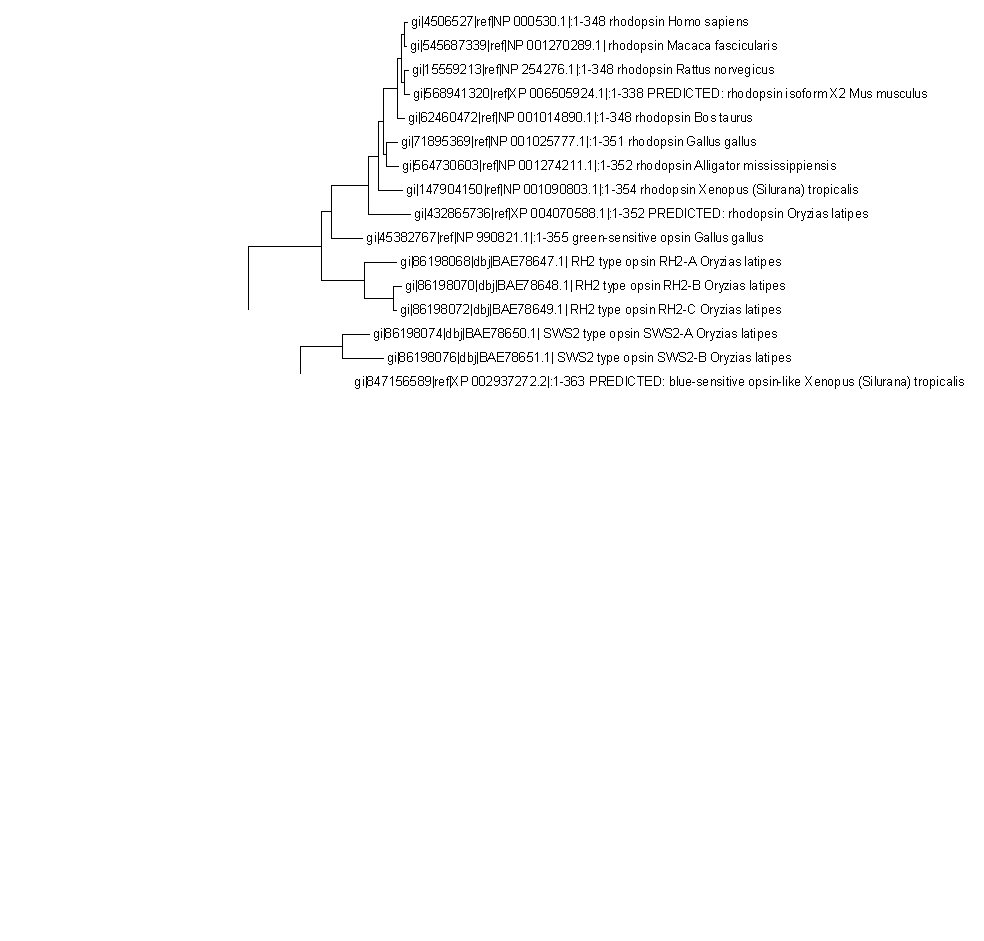 gi|4506527|ref|NP 000530.1|:1-348 rhodopsin Homo sapiens
gi|545687339|ref|NP 001270289.1| rhodopsin Macaca fascicularis
gi|15559213|ref|NP 254276.1|:1-348 rhodopsin Rattus norvegicus
gi|568941320|ref|XP 006505924.1|:1-338 PREDICTED: rhodopsin isoform X2 Mus musculus
gi|62460472|ref|NP 001014890.1|:1-348 rhodopsin Bos taurus
gi|71895369|ref|NP 001025777.1|:1-351 rhodopsin Gallus gallus
gi|564730603|ref|NP 001274211.1|:1-352 rhodopsin Alligator mississippiensis
gi|147904150|ref|NP 001090803.1|:1-354 rhodopsin Xenopus (Silurana) tropicalis
gi|432865736|ref|XP 004070588.1|:1-352 PREDICTED: rhodopsin Oryzias latipes
gi|45382767|ref|NP 990821.1|:1-355 green-sensitive opsin Gallus gallus
gi|86198068|dbj|BAE78647.1| RH2 type opsin RH2-A Oryzias latipes
gi|86198070|dbj|BAE78648.1| RH2 type opsin RH2-B Oryzias latipes
gi|86198072|dbj|BAE78649.1| RH2 type opsin RH2-C Oryzias latipes
gi|86198074|dbj|BAE78650.1| SWS2 type opsin SWS2-A Oryzias latipes
gi|86198076|dbj|BAE78651.1| SWS2 type opsin SWS2-B Oryzias latipes
gi|847156589|ref|XP 002937272.2|:1-363 PREDICTED: blue-sensitive opsin-like Xenopus (Silurana) tropicalis